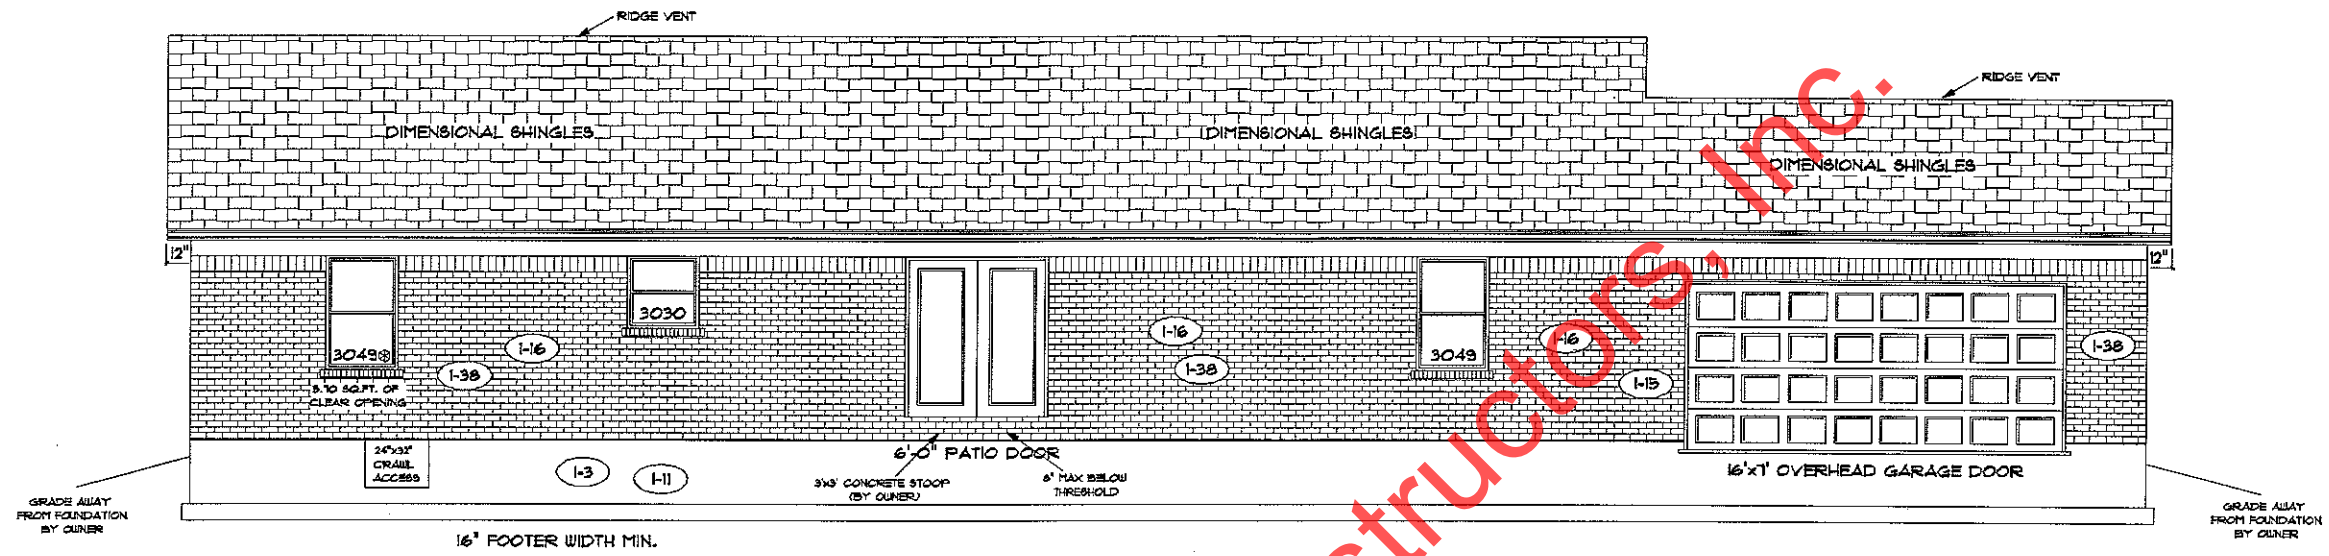 RIDGE VENT
RIDGE VENT
DIMENSIONAL SHINGLES
DIMENSIONAL SHINGLES
DIMENSIONAL SHINGLES
12"
12"
3030
1-16
1-16
1-16
1-38
3049
3049
1-38
1-38
1-15
5.70 SQ.FT. OF
CLEAR OPENING
24"x32"
CRAWL
ACCESS
1-3
1-11
6'-0" PATIO DOOR
3'x3' CONCRETE STOOP
(BY OWNER)
8" MAX BELOW
THRESHOLD
16'x7' OVERHEAD GARAGE DOOR
GRADE AWAY
FROM FOUNDATION
BY OWNER
GRADE AWAY
FROM FOUNDATION
BY OWNER
16" FOOTER WIDTH MIN.
structors, Inc.